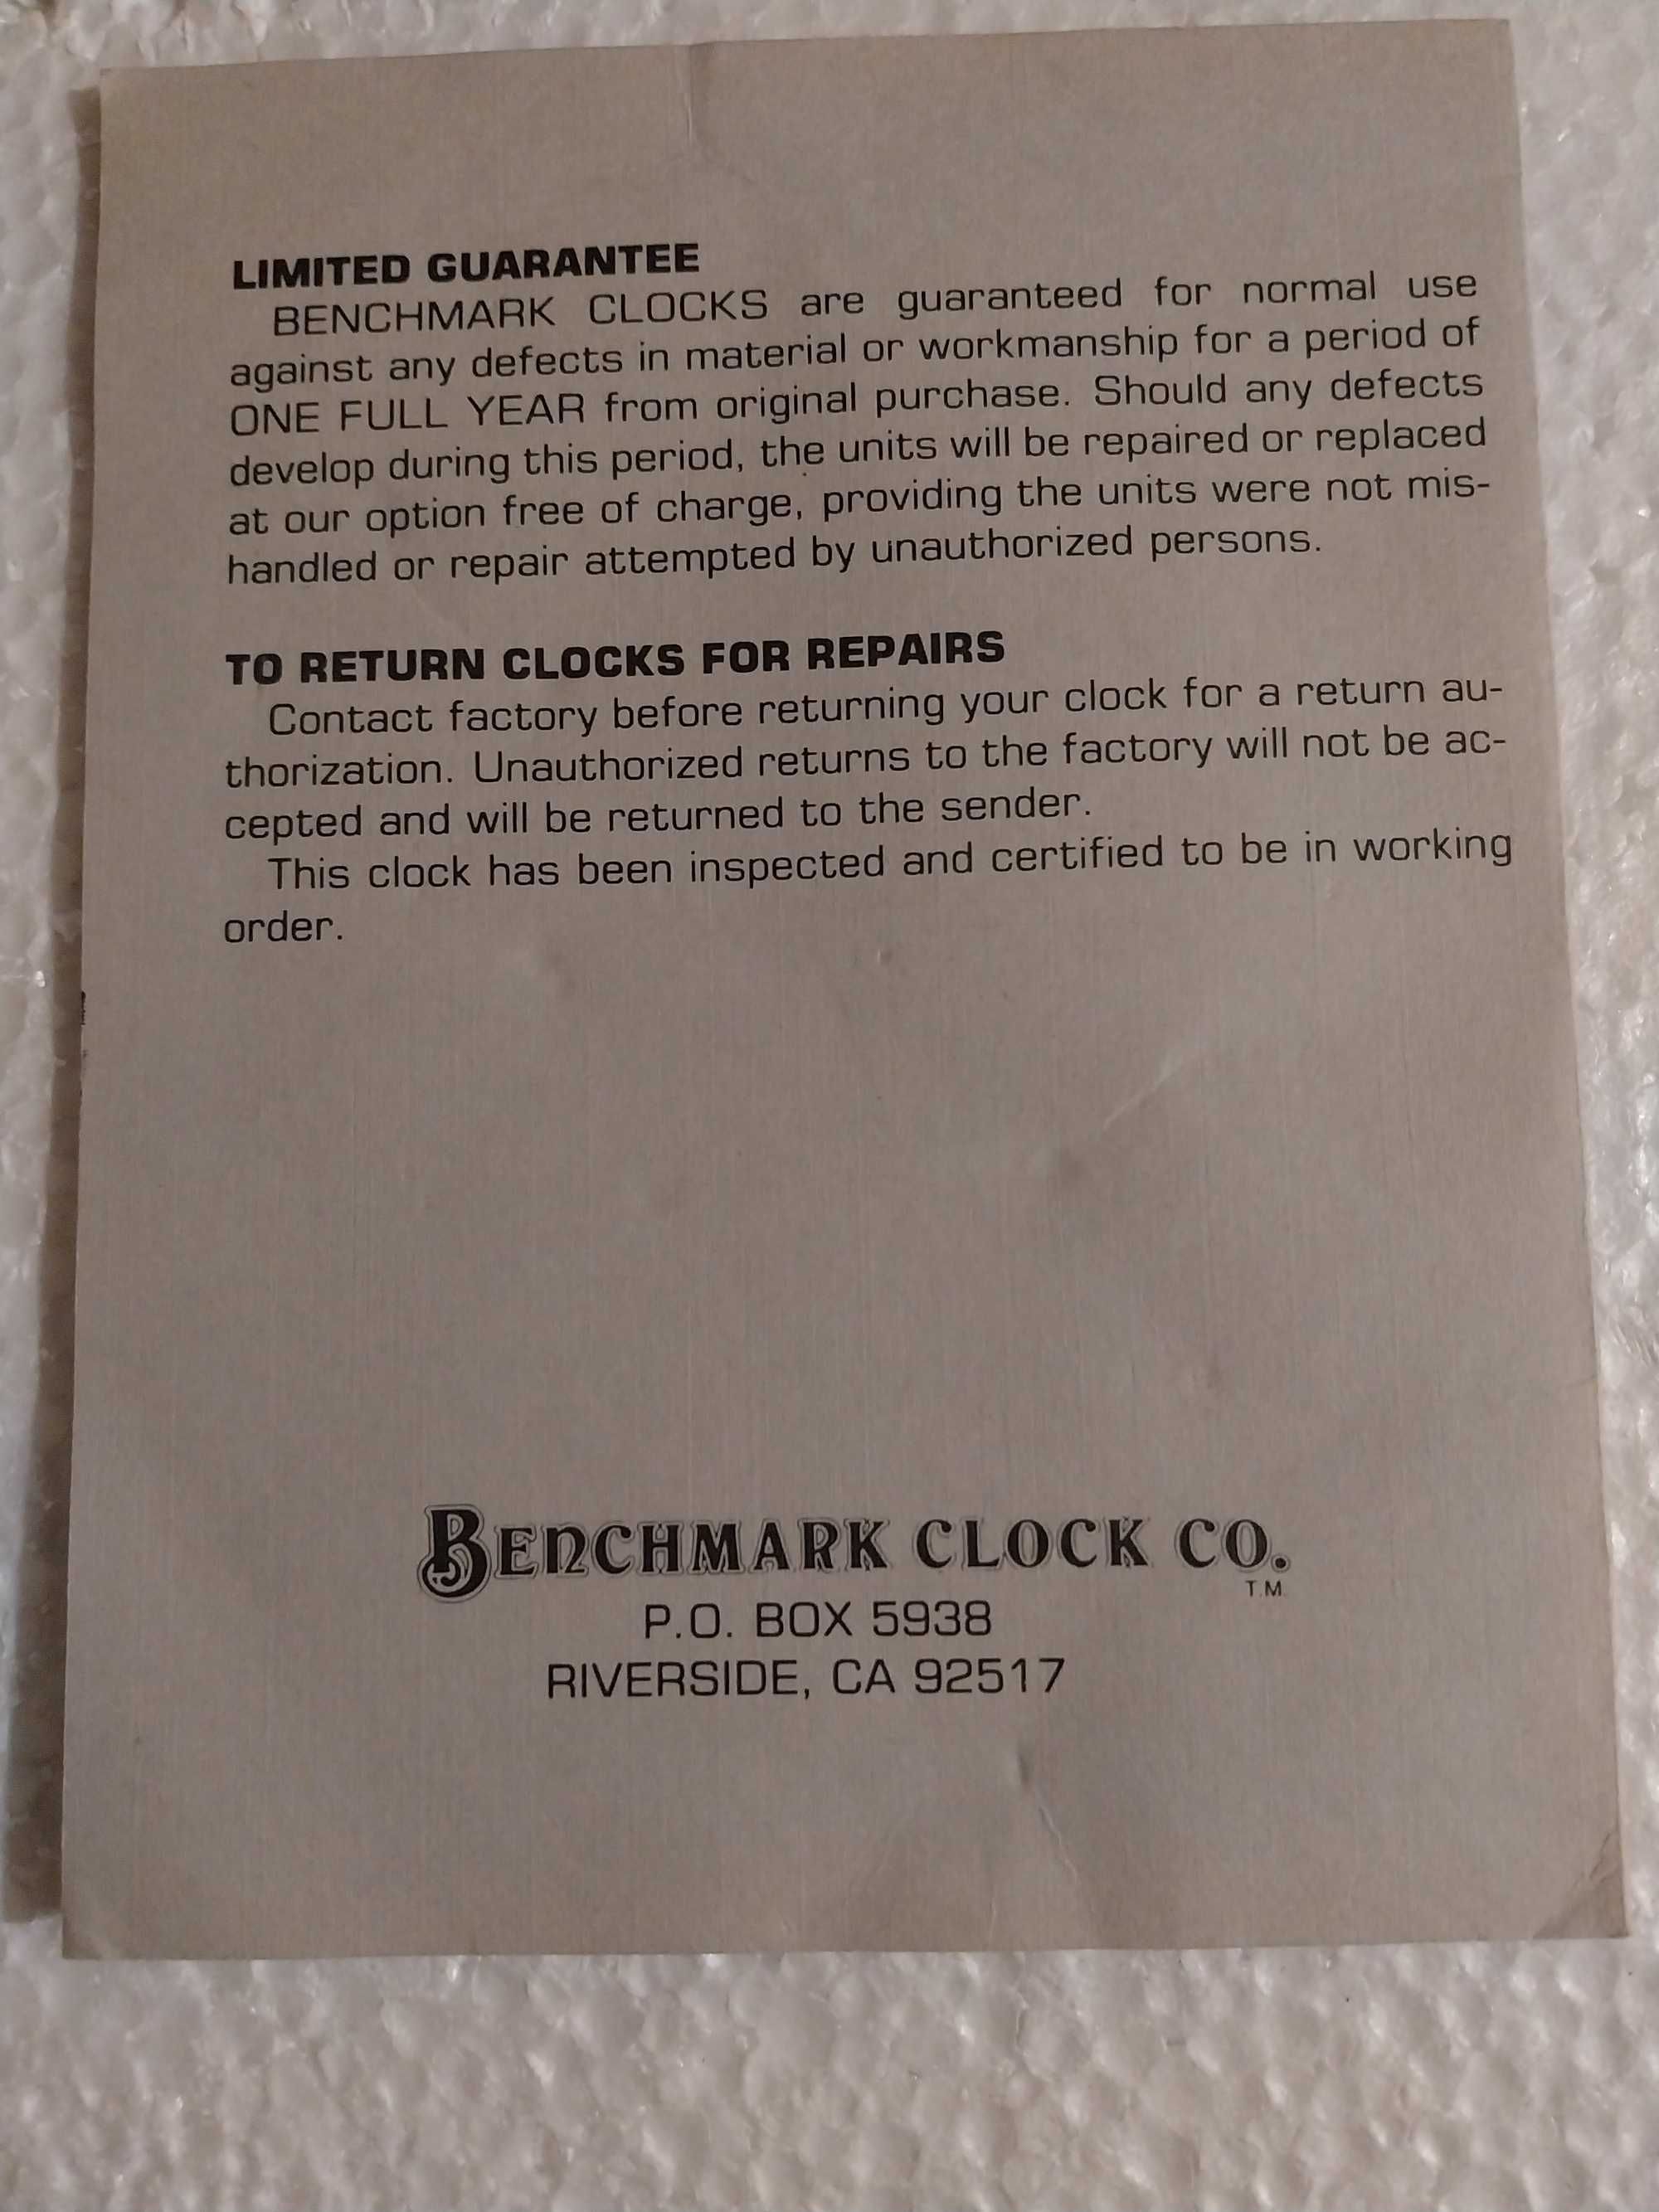 LIMITED GUARANTEE
BENCHMARK CLOCKS are guaranteed for normal use
against any defects in material or workmanship for a period of
ONE FULL YEAR from original purchase. Should any defects
develop during this period, the units will be repaired or replaced
at our option free of charge, providing the units were not mis-
handled or repair attempted by unauthorized persons.
TO RETURN CLOCKS FOR REPAIRS
Contact factory before returning your clock for a return au-
thorization. Unauthorized returns to the factory will not be ac-
cepted and will be returned to the sender.
This clock has been inspected and certified to be in working
order.
BENCHMARK CLOCK CO.
T.M.
P.O. BOX 5938
RIVERSIDE, CA 92517